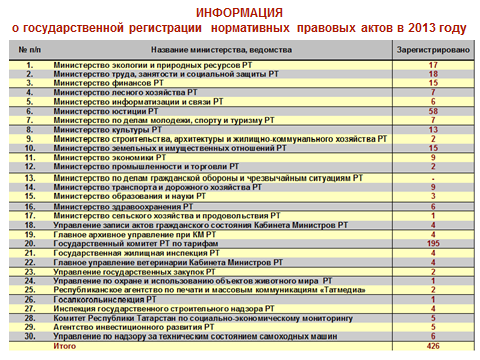 ИНФОРМАЦИЯ
о государственной регистрации нормативных правовых актов в 2013 году
№ п/п Название министерства, ведомства Зарегистрировано
1. Министерство экологии и природных ресурсов РТ 17
2. Министерство труда, занятости и социальной защиты РТ 18
3. Министерство финансов РТ 15
4. Министерство лесного хозяйства РТ 7
5. Министерство информатизации и связи РТ 6
6. Министерство юстиции РТ 58
7. Министерство по делам молодежи, спорту и туризму РТ 7
8. Министерство культуры РТ 13
9. Министерство строительства, архитектуры и жилищно-коммунального хозяйства РТ 2
10. Министерство земельных и имущественных отношений РТ 15
11. Министерство экономики РТ 9
12. Министерство промышленности и торговли РТ 2
13. Министерство по делам гражданской обороны и чрезвычайным ситуациям РТ -
14. Министерство транспорта и дорожного хозяйства РТ 9
15. Министерство образования и науки РТ 3
16. Министерство здравоохранения РТ 6
17. Министерство сельского хозяйства и продовольствия РТ 1
18. Управление записи актов гражданского состояния Кабинета Министров РТ 4
19. Главное архивное управление при КМ РТ 4
20. Государственный комитет РТ по тарифам 195
21. Государственная жилищная инспекция РТ 4
22. Главное управление ветеринарии Кабинета Министров РТ 4
23. Управление государственных закупок РТ 2
24. Управление по охране и использованию объектов животного мира РТ 1
25. Республиканское агентство по печати и массовым коммуникациям «Татмедиа» 2
26. Госалкогольинспекция РТ 1
27. Инспекция государственного строительного надзора РТ 4
28. Комитет Республики Татарстан по социально-экономическому мониторингу 5
29. Агентство инвестиционного развития РТ 5
30. Управление по надзору за техническим состоянием самоходных машин 6
Итого 426